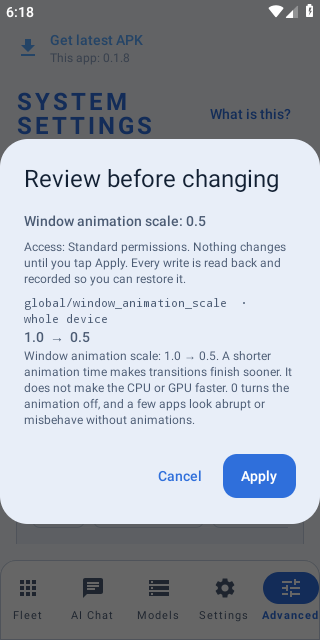 6:18
Get latest APK
This app: 0.1.8
SYSTEM
SETTINGS
What is this?
Review before changing
Window animation scale: 0.5
Access: Standard permissions. Nothing changes
until you tap Apply. Every write is read back and
recorded so you can restore it.
global/window_animation_scale ·
whole device
1.0 → 0.5
Window animation scale: 1.0 → 0.5. A shorter
animation time makes transitions finish sooner. It
does not make the CPU or GPU faster. 0 turns the
animation off, and a few apps look abrupt or
misbehave without animations.
Cancel
Apply
Fleet
AI Chat
Models
Settings
Advanced